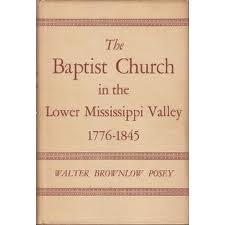 The
Baptist Church
in the
Lower Mississippi Valley
1776-1845
WALTER BROWNLOW POSEY